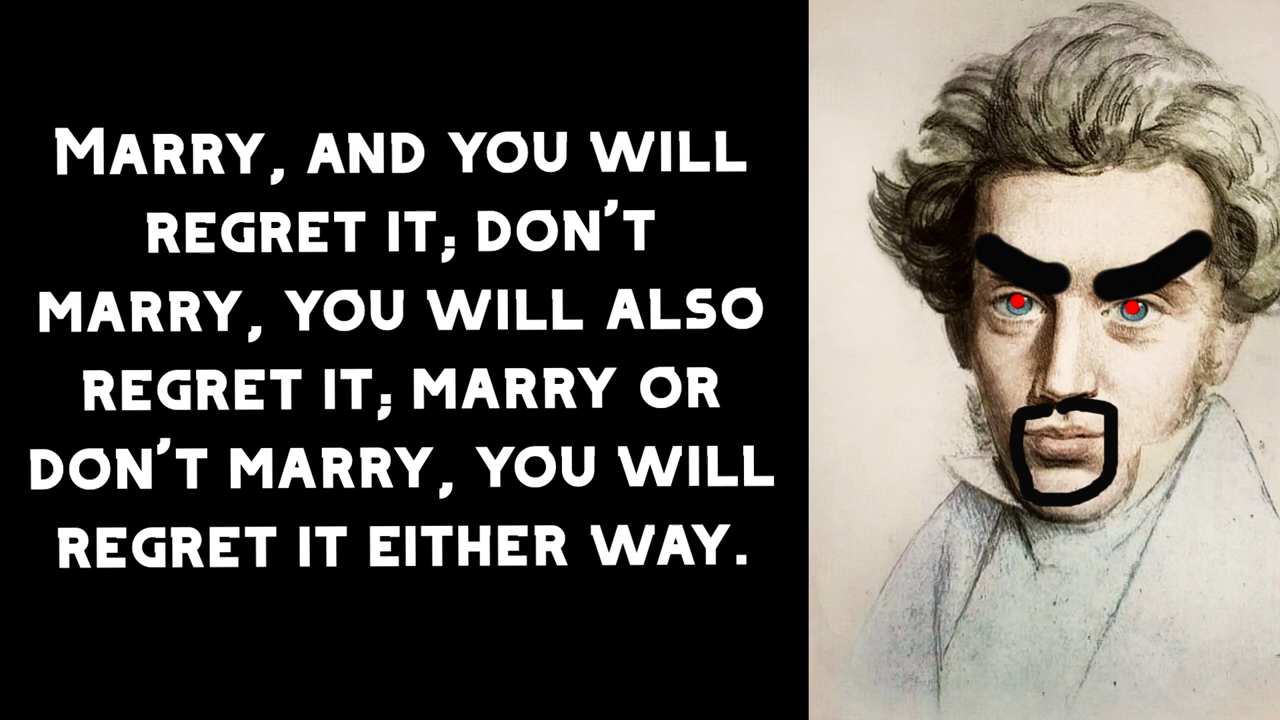 Marry, and you will
regret it; don't
marry, you will also
regret it; marry or
don't marry, you will
regret it either way.